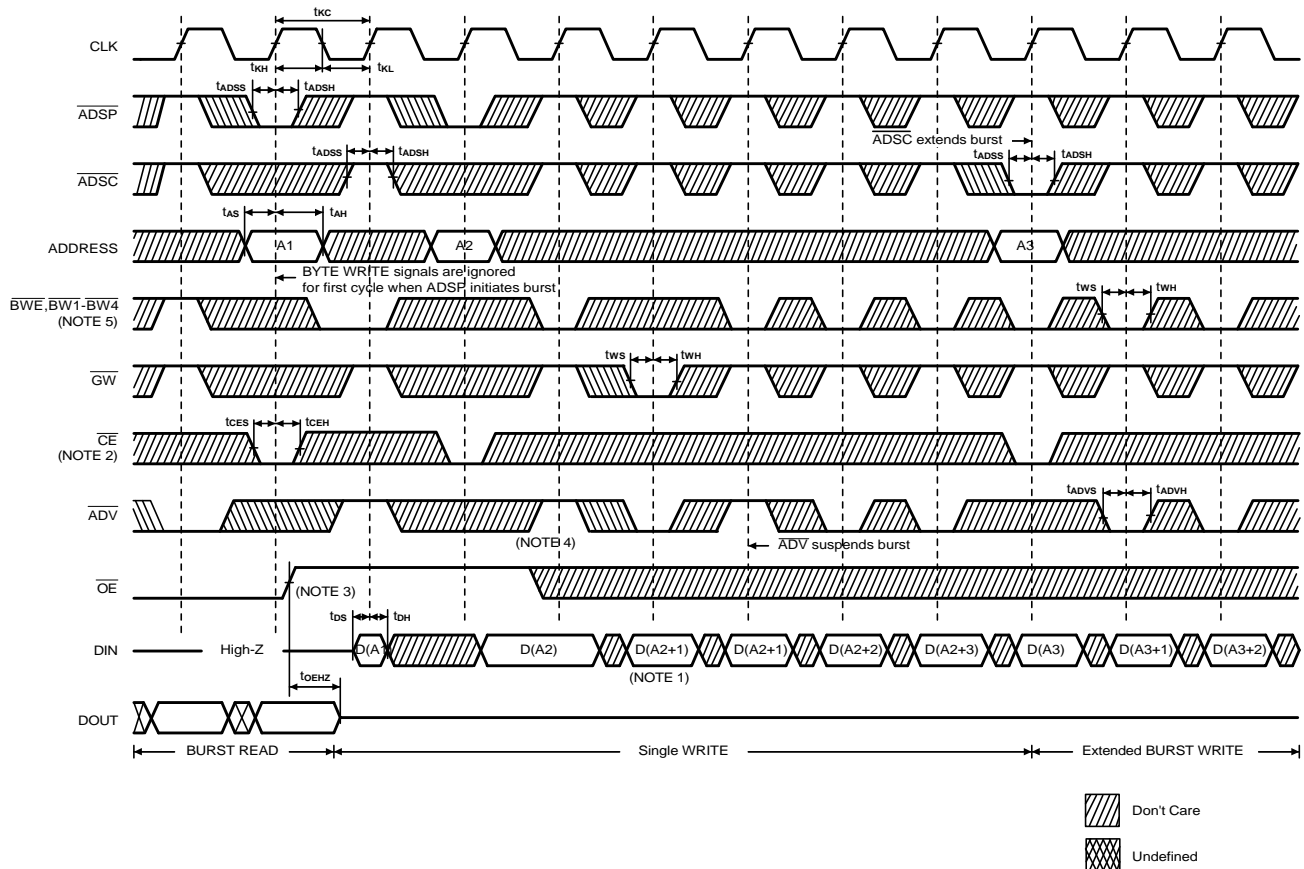 tKC
CLK
tKH tKL
tADSS tADSH
ADSP
ADSC extends burst
tADSS tADSH tADSS tADSH
ADSC
tAS tAH
ADDRESS A1 A2 A3
BYTE WRITE signals are ignored
for first cycle when ADSP initiates burst
BWE,BW1-BW4
(NOTE 5)
tWS tWH
tWS tWH
GW
tCES tCEH
CE
(NOTE 2)
tADVS tADVH
ADV
(NOTE 4) ADV suspends burst
OE (NOTE 3)
tDS tDH
DIN High-Z D(A1 D(A2) D(A2+1) D(A2+1) D(A2+2) D(A2+3) D(A3) D(A3+1) D(A3+2)
(NOTE 1)
tOEHZ
DOUT
BURST READ Single WRITE Extended BURST WRITE
Don't Care
Undefined